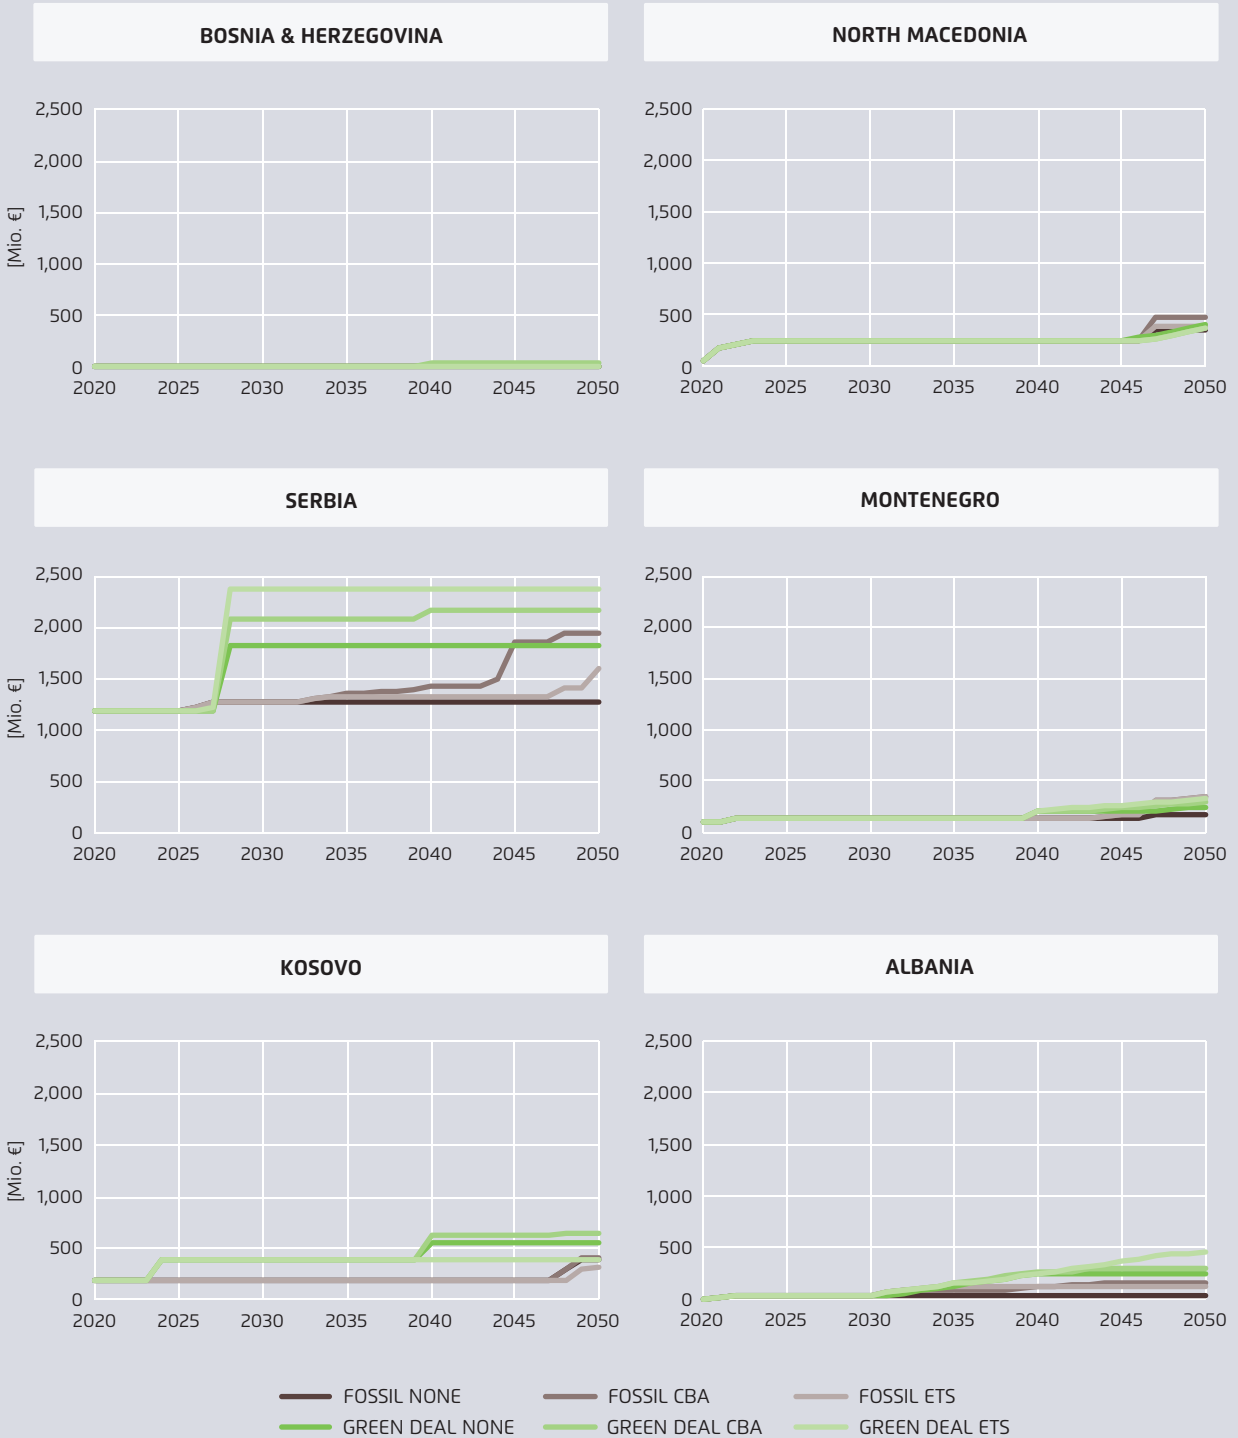 BOSNIA & HERZEGOVINA
NORTH MACEDONIA
[Mio. €]
2,500
2,000
1,500
1,000
500
0
2020 2025 2030 2035 2040 2045 2050
2,500
2,000
1,500
1,000
500
0
2020 2025 2030 2035 2040 2045 2050
SERBIA
MONTENEGRO
[Mio. €]
2,500
2,000
1,500
1,000
500
0
2020 2025 2030 2035 2040 2045 2050
2,500
2,000
1,500
1,000
500
0
2020 2025 2030 2035 2040 2045 2050
KOSOVO
ALBANIA
[Mio. €]
2,500
2,000
1,500
1,000
500
0
2020 2025 2030 2035 2040 2045 2050
2,500
2,000
1,500
1,000
500
0
2020 2025 2030 2035 2040 2045 2050
FOSSIL NONE FOSSIL CBA FOSSIL ETS
GREEN DEAL NONE GREEN DEAL CBA GREEN DEAL ETS